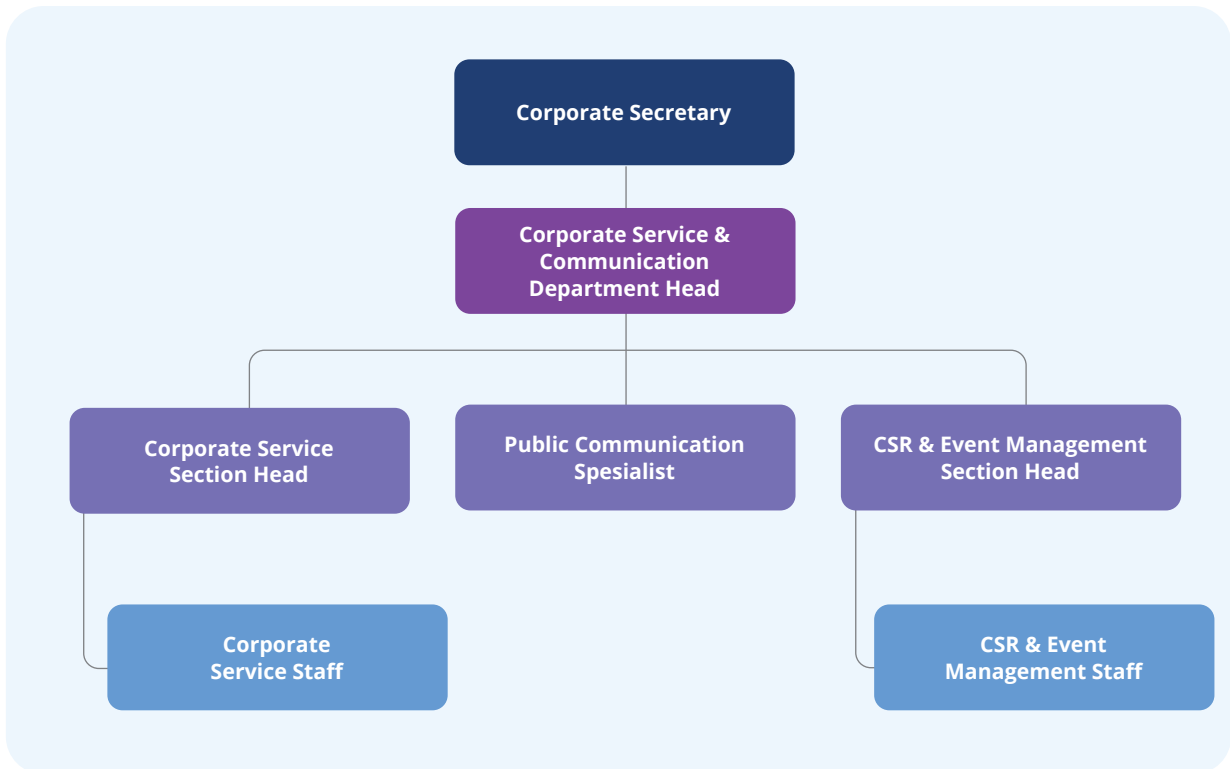 Corporate Secretary
Corporate Service &
Communication
Department Head
Corporate Service
Section Head
Public Communication
Spesialist
CSR & Event Management
Section Head
Corporate
Service Staff
CSR & Event
Management Staff